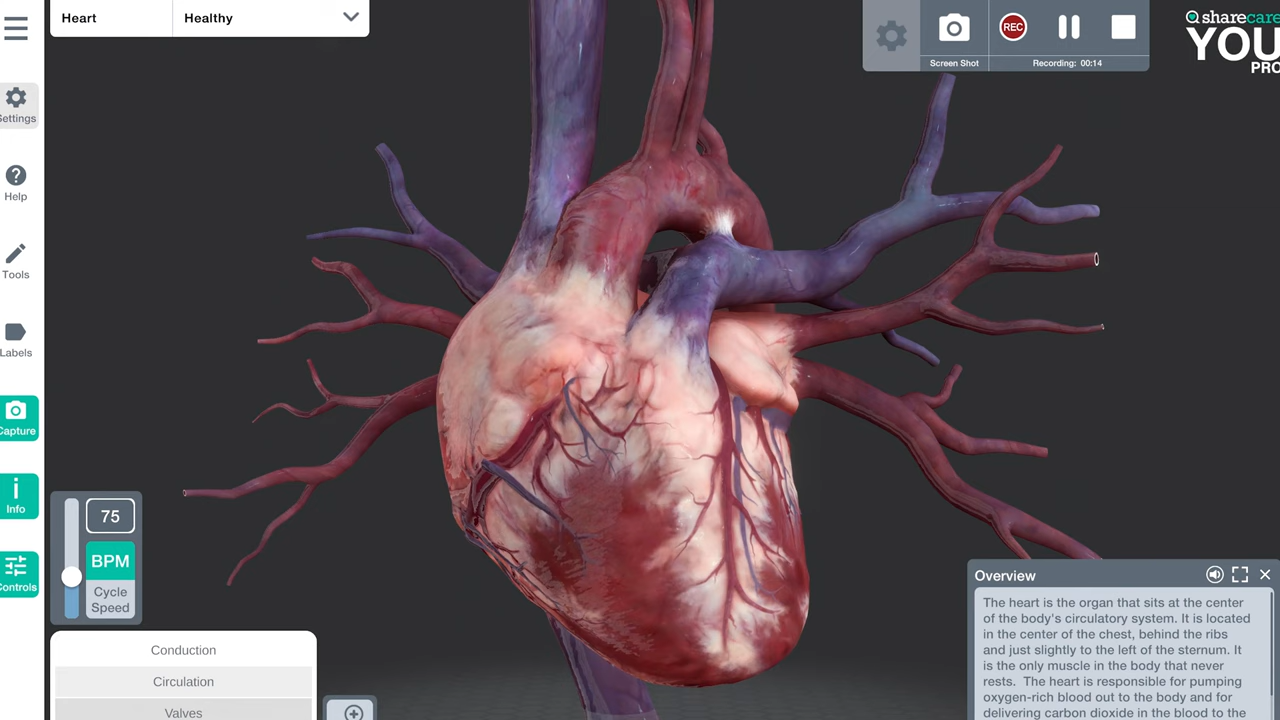 Heart
Healthy
Screen Shot
REC
Recording: 00:14
sharecare
YOU
PRO
Settings
Help
Tools
Labels
Capture
Info
Controls
75
BPM
Cycle
Speed
Conduction
Circulation
Valves
Overview
The heart is the organ that sits at the center
of the body's circulatory system. It is located
in the center of the chest, behind the ribs
and just slightly to the left of the sternum. It
is the only muscle in the body that never
rests. The heart is responsible for pumping
oxygen-rich blood out to the body and for
delivering carbon dioxide in the blood to the